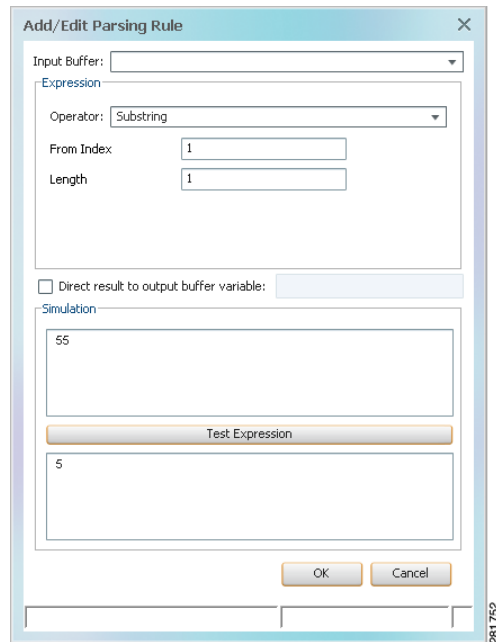 Add/Edit Parsing Rule
Input Buffer:
Expression
Operator: Substring
From Index 1
Length 1
Direct result to output buffer variable:
Simulation
55
Test Expression
5
OK Cancel
281752